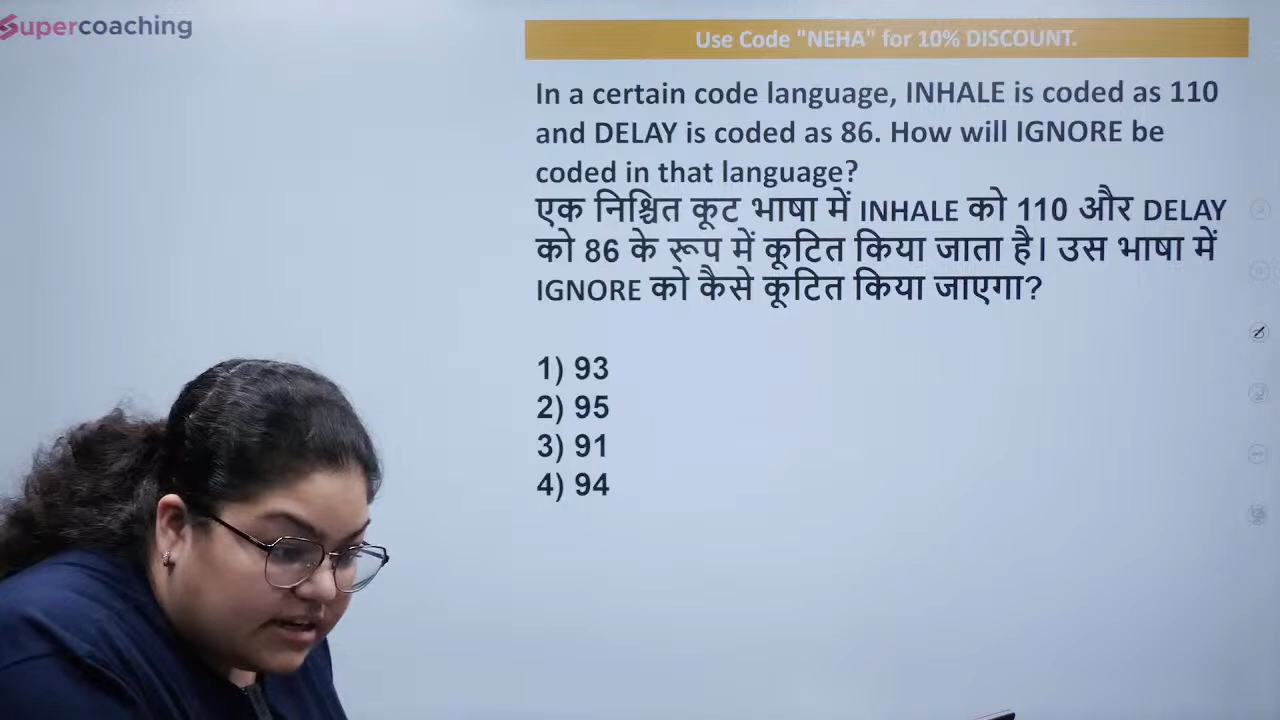 Supercoaching
Use Code "NEHA" for 10% DISCOUNT.
In a certain code language, INHALE is coded as 110
and DELAY is coded as 86. How will IGNORE be
coded in that language?
एक निश्चित कूट भाषा में INHALE को 110 और DELAY
को 86 के रूप में कूटित किया जाता है। उस भाषा में
IGNORE को कैसे कूटित किया जाएगा?
1) 93
2) 95
3) 91
4) 94